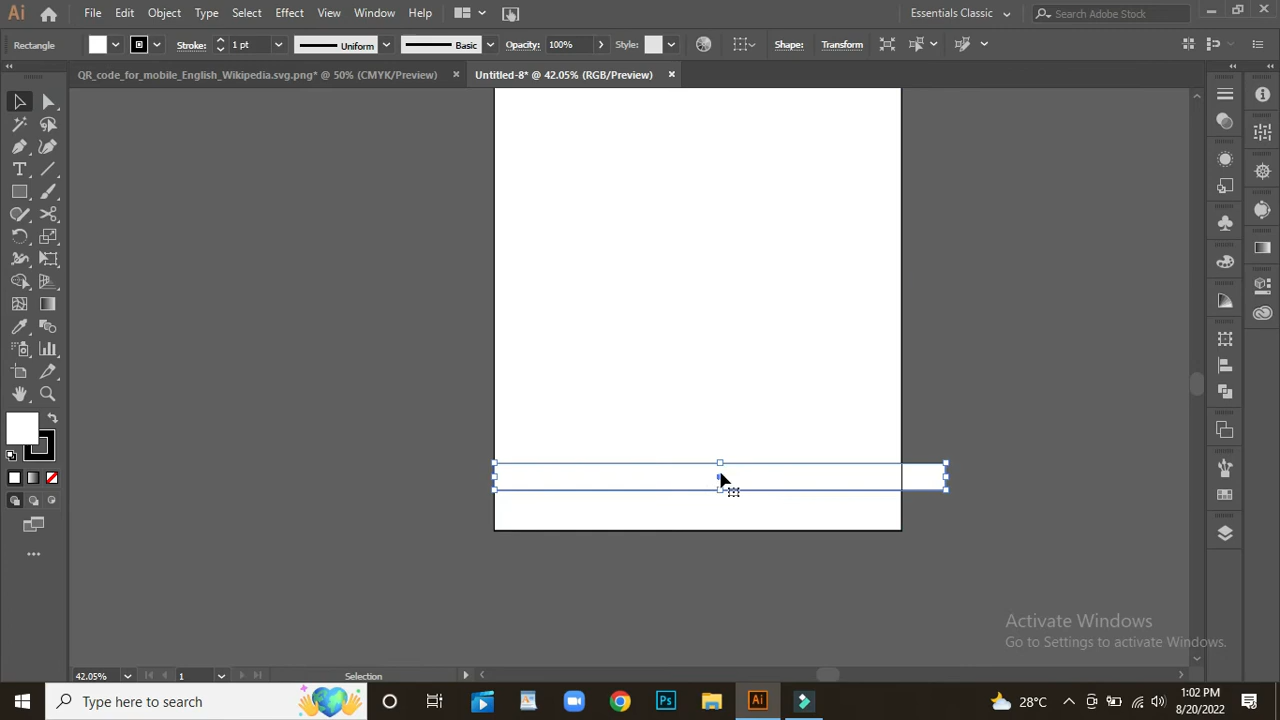 Ai File Edit Object Type Select Effect View Window Help Essentials Classic Search Adobe Stock
Rectangle Stroke: 1 pt Uniform Basic Opacity: 100% Style: Shape: Transform
QR_code_for_mobile_English_Wikipedia.svg.png* @ 50% (CMYK/Preview) Untitled-8* @ 42.05% (RGB/Preview)
T
Activate Windows
Go to Settings to activate Windows.
42.05% 1 Selection
Type here to search Ps Ai 28°C 1:02 PM
8/20/2022